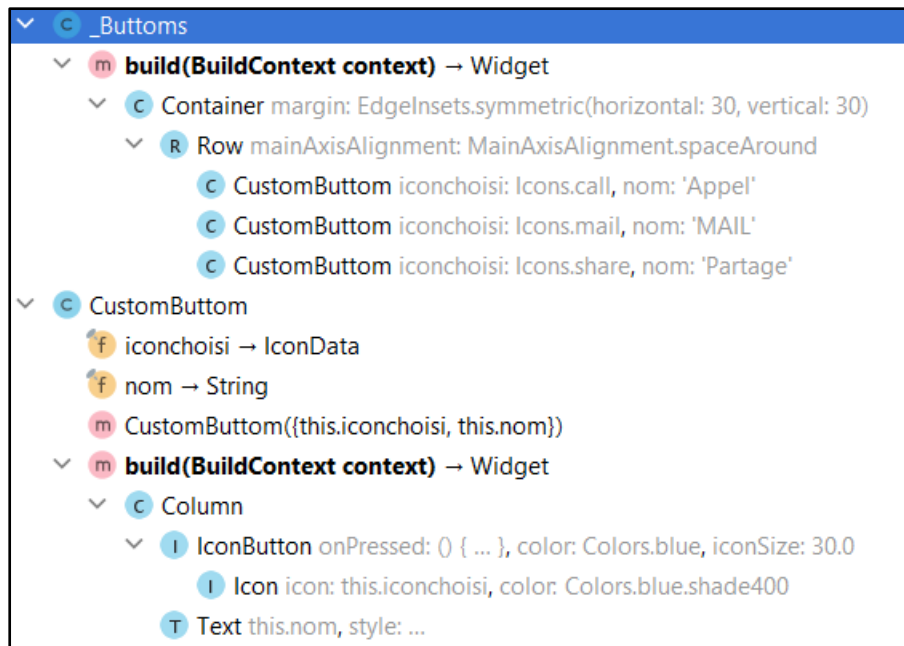 C _Buttoms
m build(BuildContext context) → Widget
C Container margin: EdgeInsets.symmetric(horizontal: 30, vertical: 30)
R Row mainAxisAlignment: MainAxisAlignment.spaceAround
C CustomButtom iconchoisi: Icons.call, nom: 'Appel'
C CustomButtom iconchoisi: Icons.mail, nom: 'MAIL'
C CustomButtom iconchoisi: Icons.share, nom: 'Partage'
C CustomButtom
f iconchoisi → IconData
f nom → String
m CustomButtom({this.iconchoisi, this.nom})
m build(BuildContext context) → Widget
C Column
I IconButton onPressed: () { ... }, color: Colors.blue, iconSize: 30.0
I Icon icon: this.iconchoisi, color: Colors.blue.shade400
T Text this.nom, style: ...